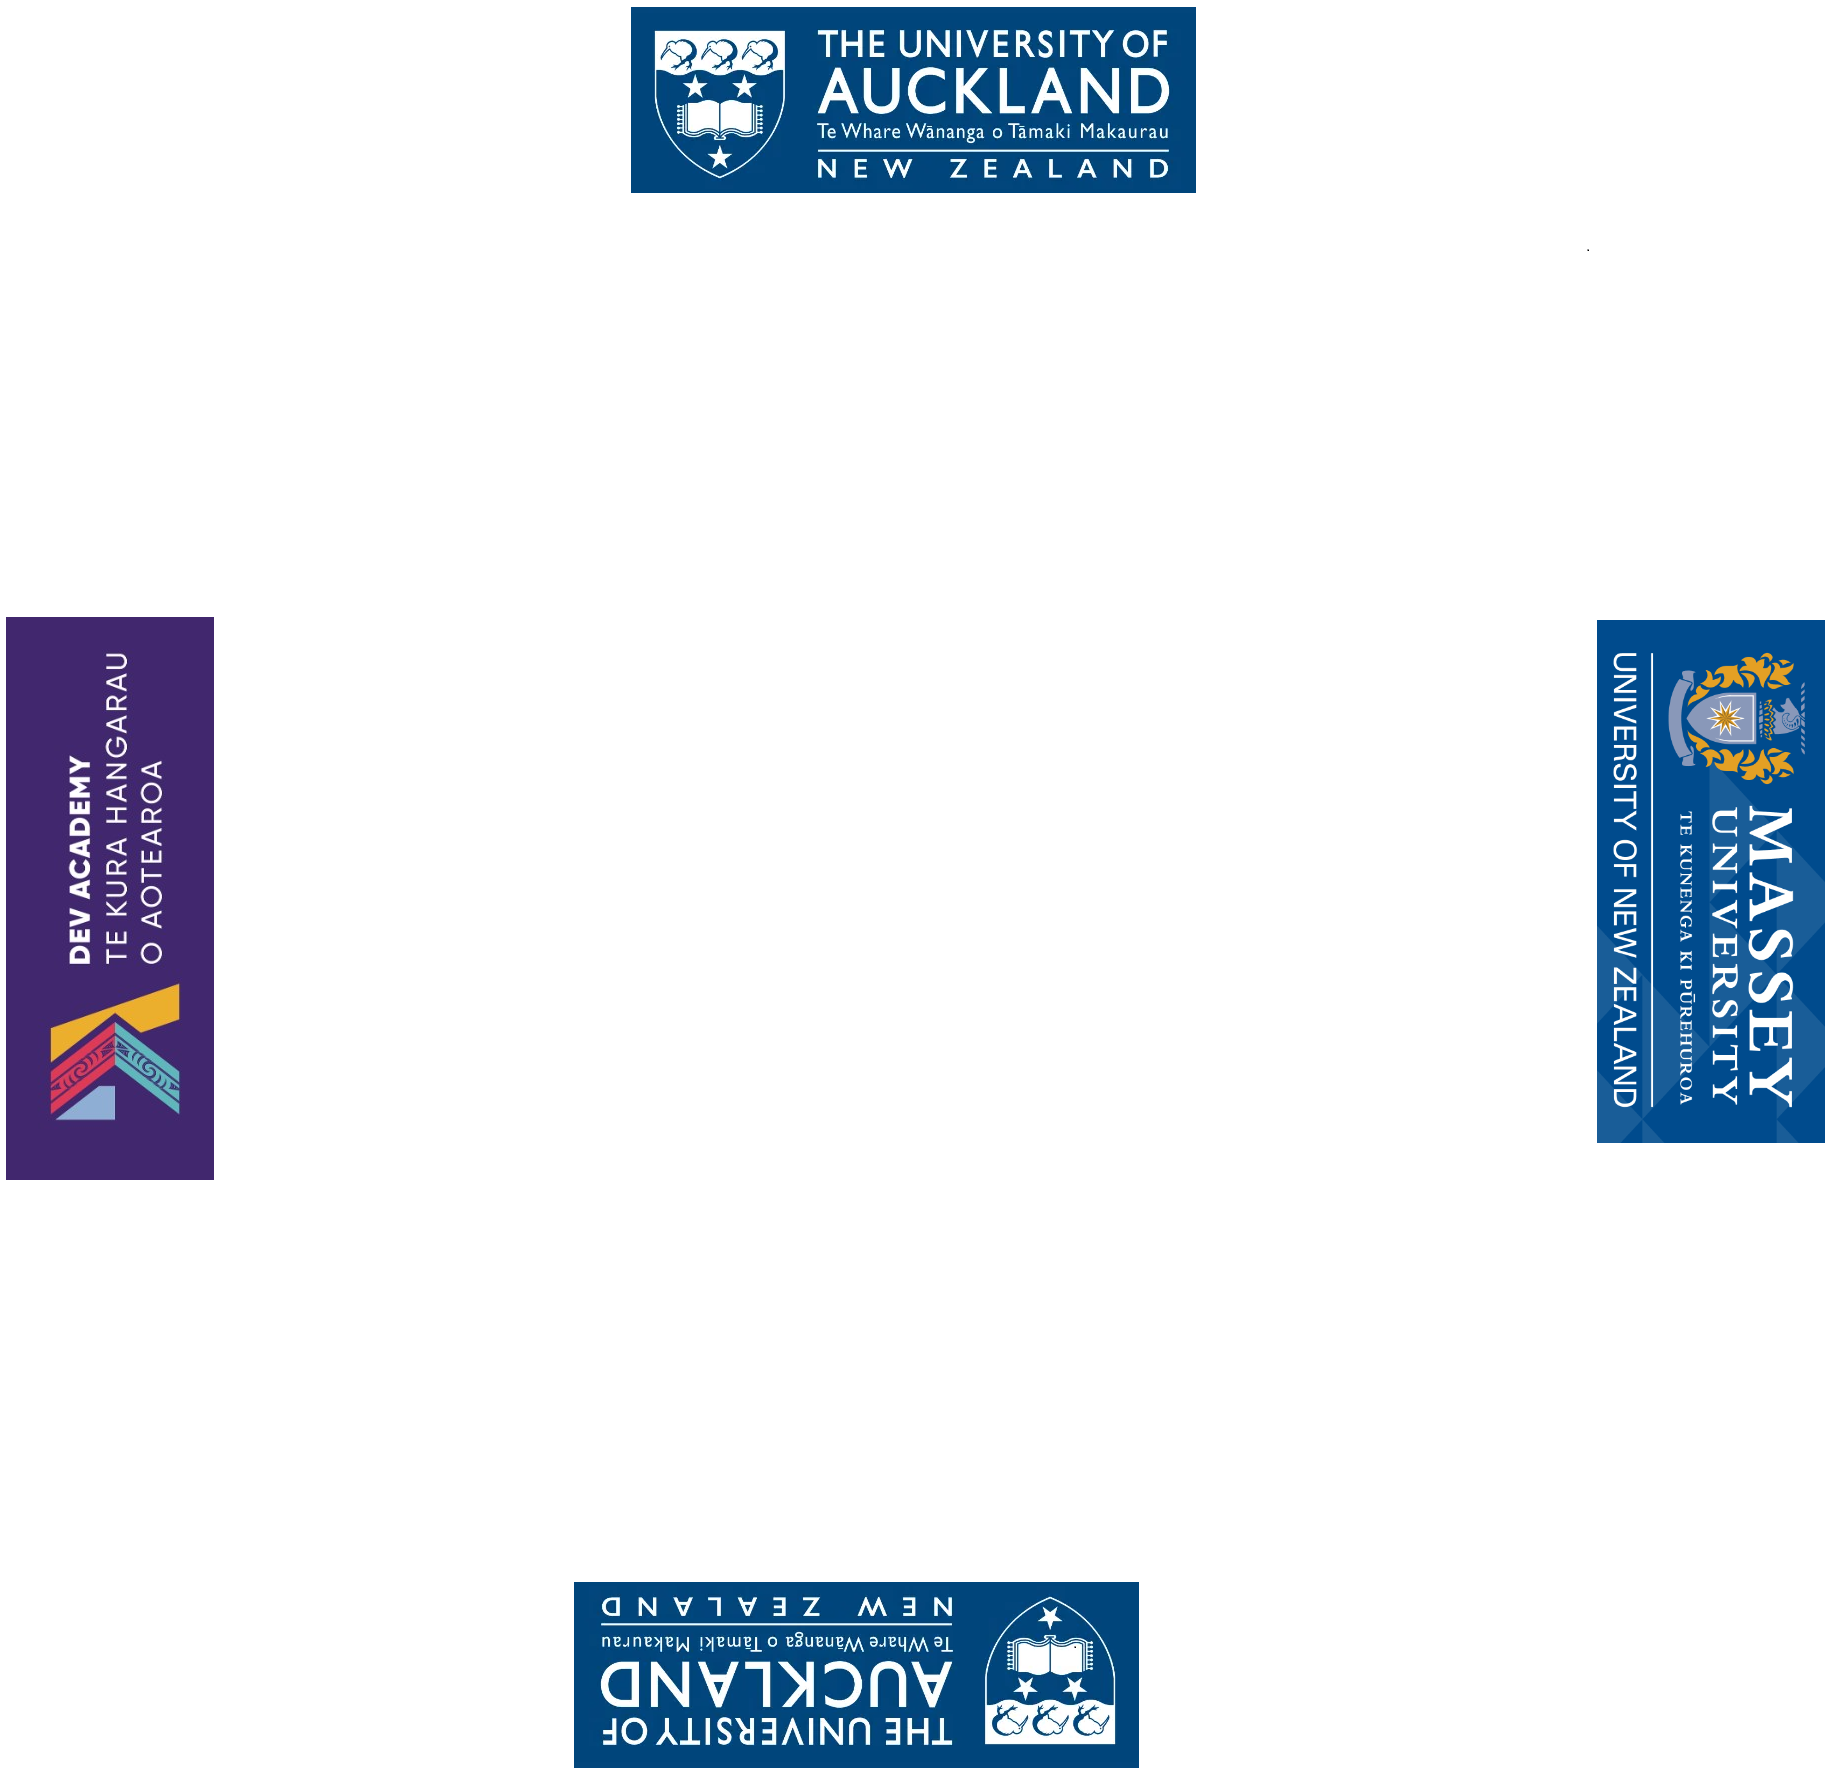 THE UNIVERSITY OF
AUCKLAND
Te Whare Wānanga o Tāmaki Makaurau
NEW ZEALAND
DEV ACADEMY
TE KURA HANGARAU
O AOTEAROA
MASSEY
UNIVERSITY
TE KUNENGA KI PŪREHUROA
UNIVERSITY OF NEW ZEALAND
THE UNIVERSITY OF
AUCKLAND
Te Whare Wānanga o Tāmaki Makaurau
NEW ZEALAND